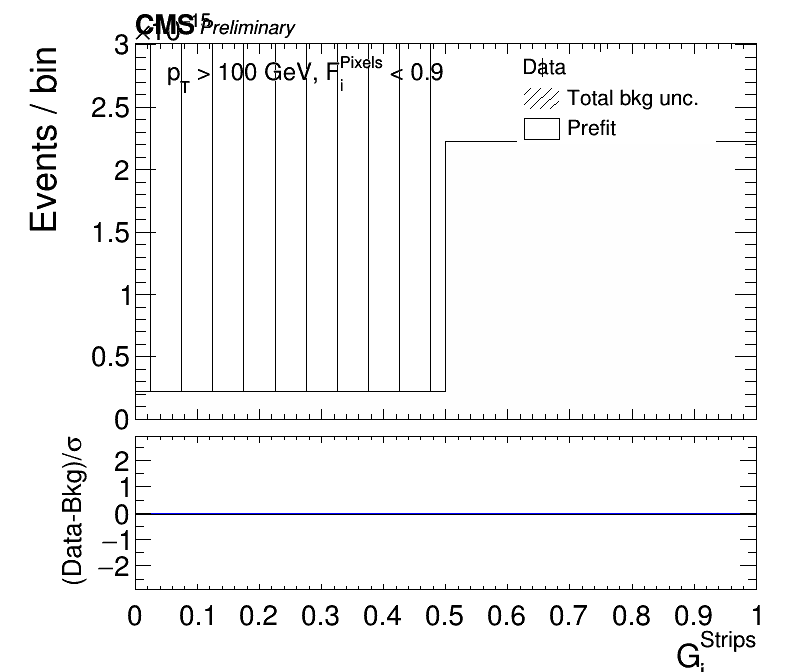 CMS Preliminary
×10 15
p_T > 100 GeV, F_i^Pixels < 0.9
Data
Total bkg unc.
Prefit
Events / bin
3
2.5
2
1.5
1
0.5
0
(Data-Bkg)/σ
2
1
0
−1
−2
0 0.1 0.2 0.3 0.4 0.5 0.6 0.7 0.8 0.9 1
G_i^Strips